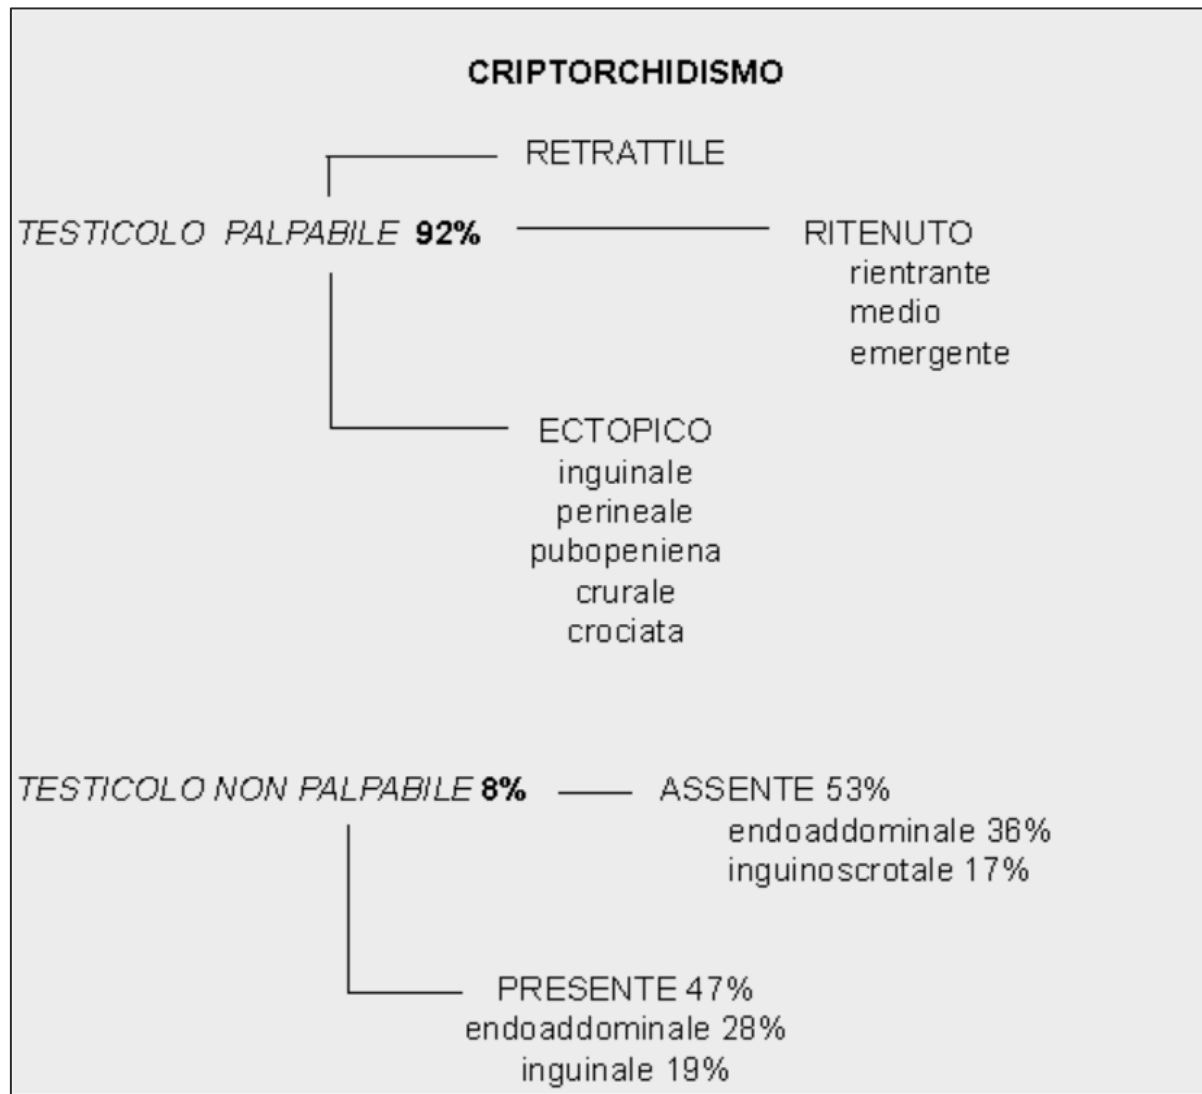 CRIPTORCHIDISMO
RETRATTILE
TESTICOLO PALPABILE 92%
RITENUTO
rientrante
medio
emergente
ECTOPICO
inguinale
perineale
pubopeniena
crurale
crociata
TESTICOLO NON PALPABILE 8%
ASSENTE 53%
endoaddominale 36%
inguinoscrotale 17%
PRESENTE 47%
endoaddominale 28%
inguinale 19%